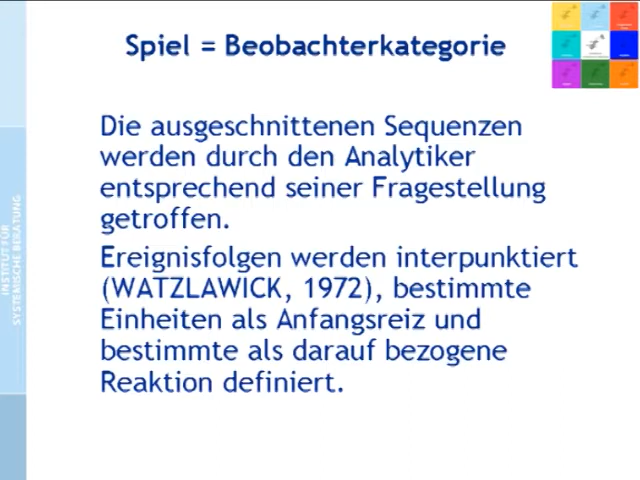 Spiel = Beobachterkategorie
Die ausgeschnittenen Sequenzen
werden durch den Analytiker
entsprechend seiner Fragestellung
getroffen.
Ereignisfolgen werden interpunktiert
(WATZLAWICK, 1972), bestimmte
Einheiten als Anfangsreiz und
bestimmte als darauf bezogene
Reaktion definiert.
INSTITUT FÜR
SYSTEMISCHE BERATUNG